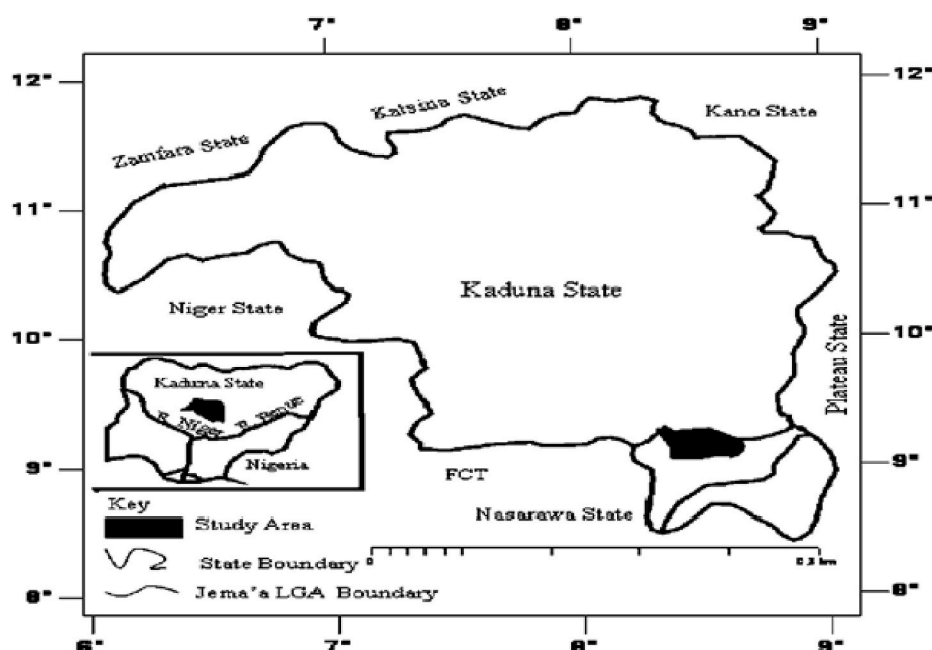 7° 8° 9°
12° 12°
Zamfara State
Katsina State
Kano State
11° 11°
Niger State
Kaduna State
10° 10°
Plateau State
Kaduna State
R. Niger R. Benue
Nigeria
9° 9°
FCT
Nasarawa State
Key
Study Area
State Boundary
Jema'a LGA Boundary
0
8° 8°
6° 7° 8° 9°